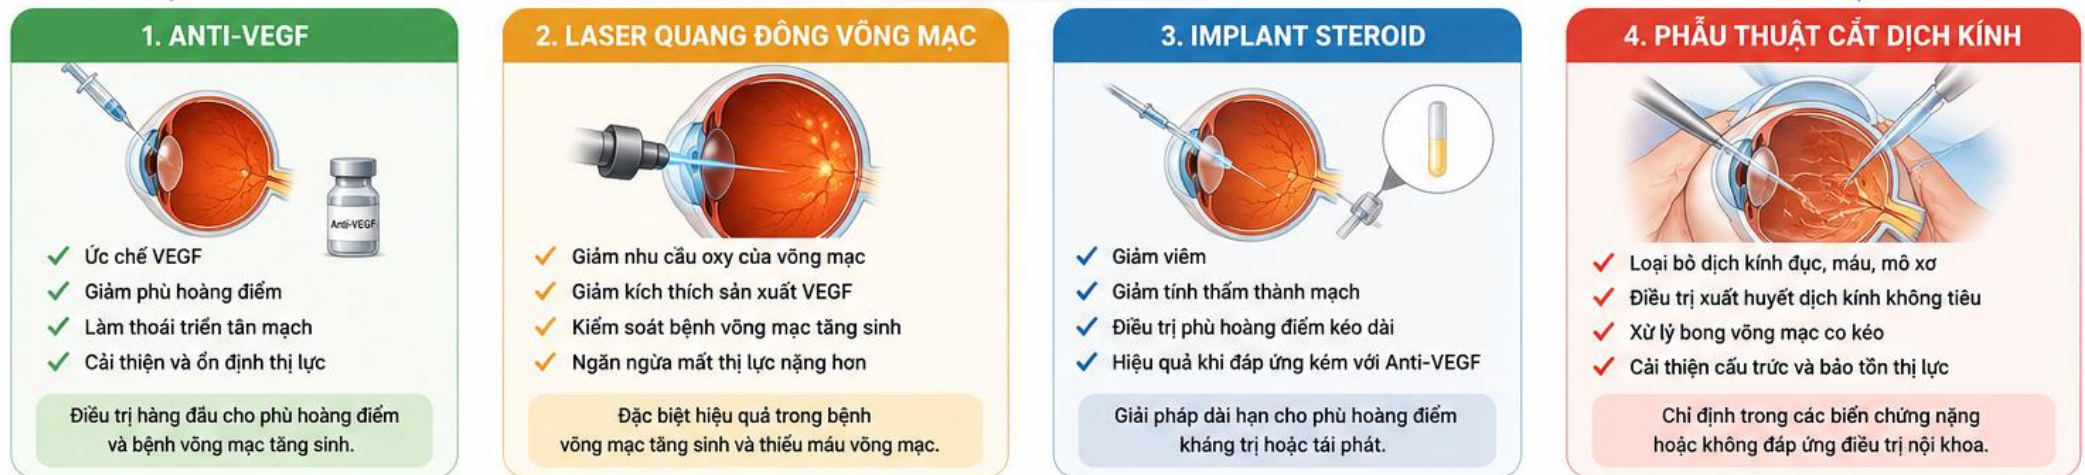 1. ANTI-VEGF
Anti-VEGF
Ức chế VEGF
Giảm phù hoàng điểm
Làm thoái triển tân mạch
Cải thiện và ổn định thị lực
Điều trị hàng đầu cho phù hoàng điểm
và bệnh võng mạc tăng sinh.
2. LASER QUANG ĐÔNG VÕNG MẠC
Giảm nhu cầu oxy của võng mạc
Giảm kích thích sản xuất VEGF
Kiểm soát bệnh võng mạc tăng sinh
Ngăn ngừa mất thị lực nặng hơn
Đặc biệt hiệu quả trong bệnh
võng mạc tăng sinh và thiếu máu võng mạc.
3. IMPLANT STEROID
Giảm viêm
Giảm tính thấm thành mạch
Điều trị phù hoàng điểm kéo dài
Hiệu quả khi đáp ứng kém với Anti-VEGF
Giải pháp dài hạn cho phù hoàng điểm
kháng trị hoặc tái phát.
4. PHẪU THUẬT CẮT DỊCH KÍNH
Loại bỏ dịch kính đục, máu, mô xơ
Điều trị xuất huyết dịch kính không tiêu
Xử lý bong võng mạc co kéo
Cải thiện cấu trúc và bảo tồn thị lực
Chỉ định trong các biến chứng nặng
hoặc không đáp ứng điều trị nội khoa.